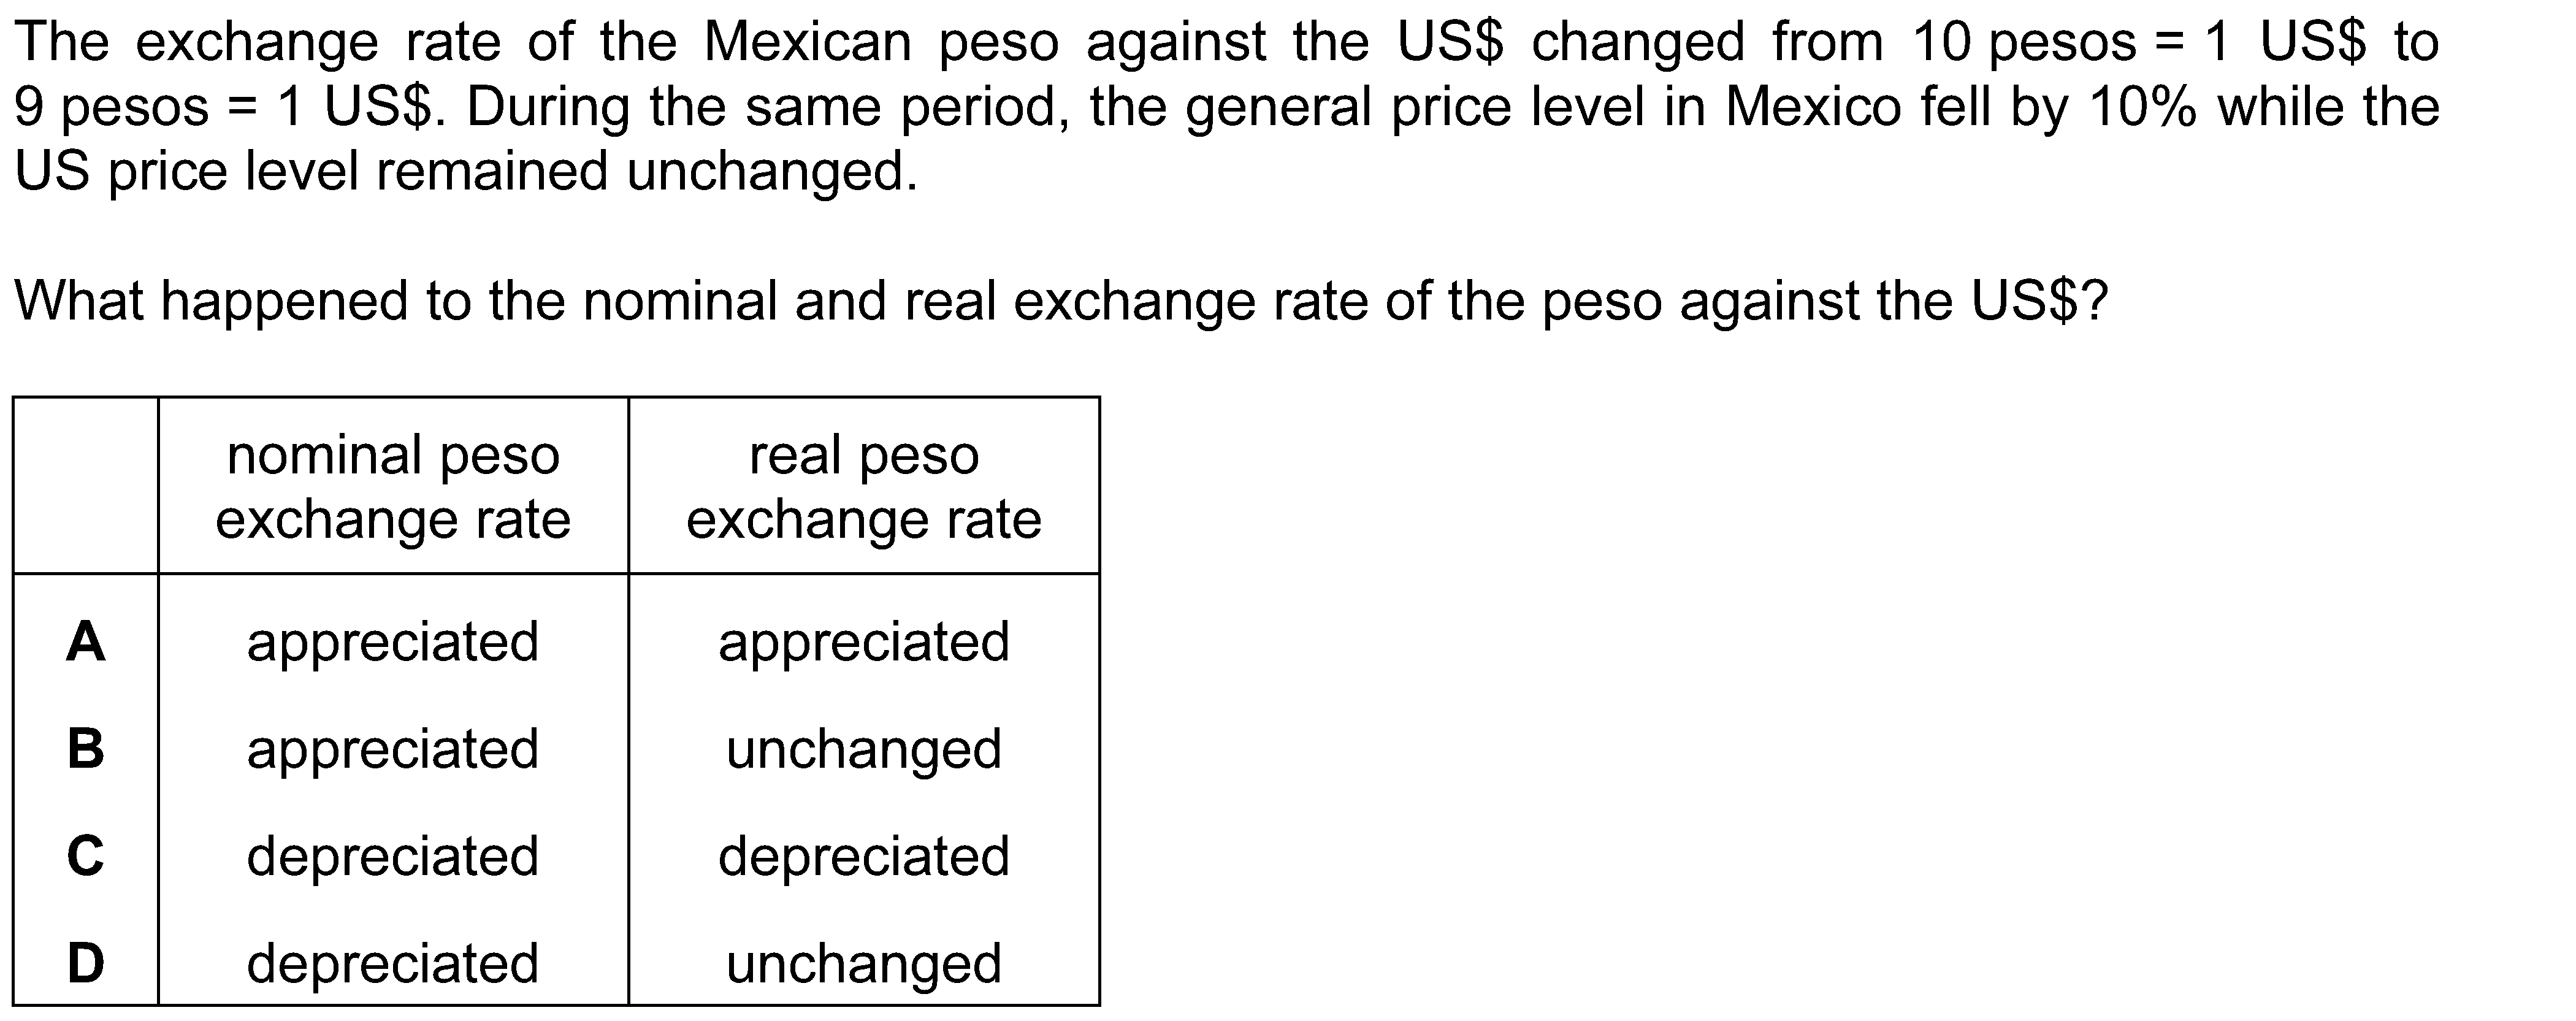 The exchange rate of the Mexican peso against the US$ changed from 10 pesos = 1 US$ to
9 pesos = 1 US$. During the same period, the general price level in Mexico fell by 10% while the
US price level remained unchanged.
What happened to the nominal and real exchange rate of the peso against the US$?
nominal peso exchange rate real peso exchange rate
A appreciated appreciated
B appreciated unchanged
C depreciated depreciated
D depreciated unchanged